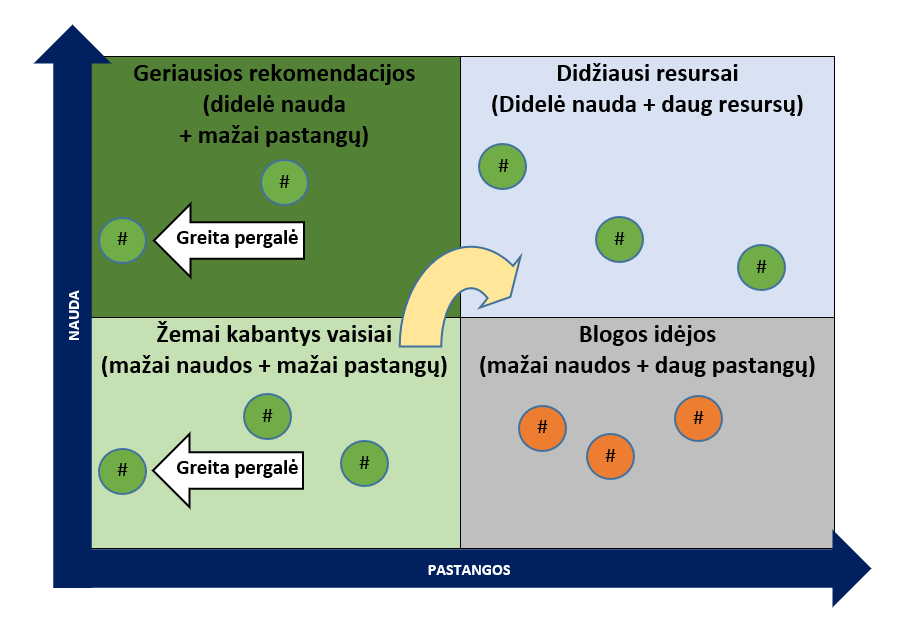 Geriausios rekomendacijos
(didelė nauda
+ mažai pastangų)
#
#
Greita pergalė
Didžiausi resursai
(Didelė nauda + daug resursų)
#
#
#
NAUDA
Žemai kabantys vaisiai
(mažai naudos + mažai pastangų)
#
#
#
Greita pergalė
Blogos idėjos
(mažai naudos + daug pastangų)
#
#
#
PASTANGOS